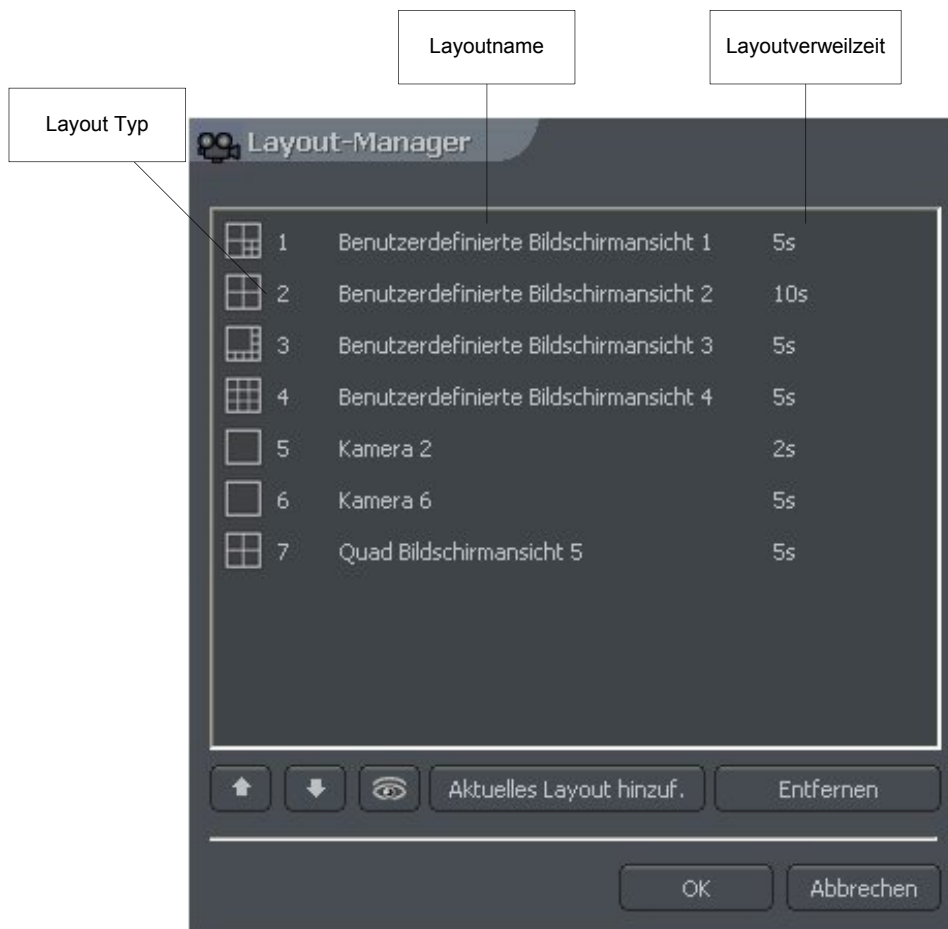 Layoutname
Layoutverweilzeit
Layout Typ
Layout-Manager
1 Benutzerdefinierte Bildschirmansicht 1 5s
2 Benutzerdefinierte Bildschirmansicht 2 10s
3 Benutzerdefinierte Bildschirmansicht 3 5s
4 Benutzerdefinierte Bildschirmansicht 4 5s
5 Kamera 2 2s
6 Kamera 6 5s
7 Quad Bildschirmansicht 5 5s
Aktuelles Layout hinzuf.
Entfernen
OK
Abbrechen